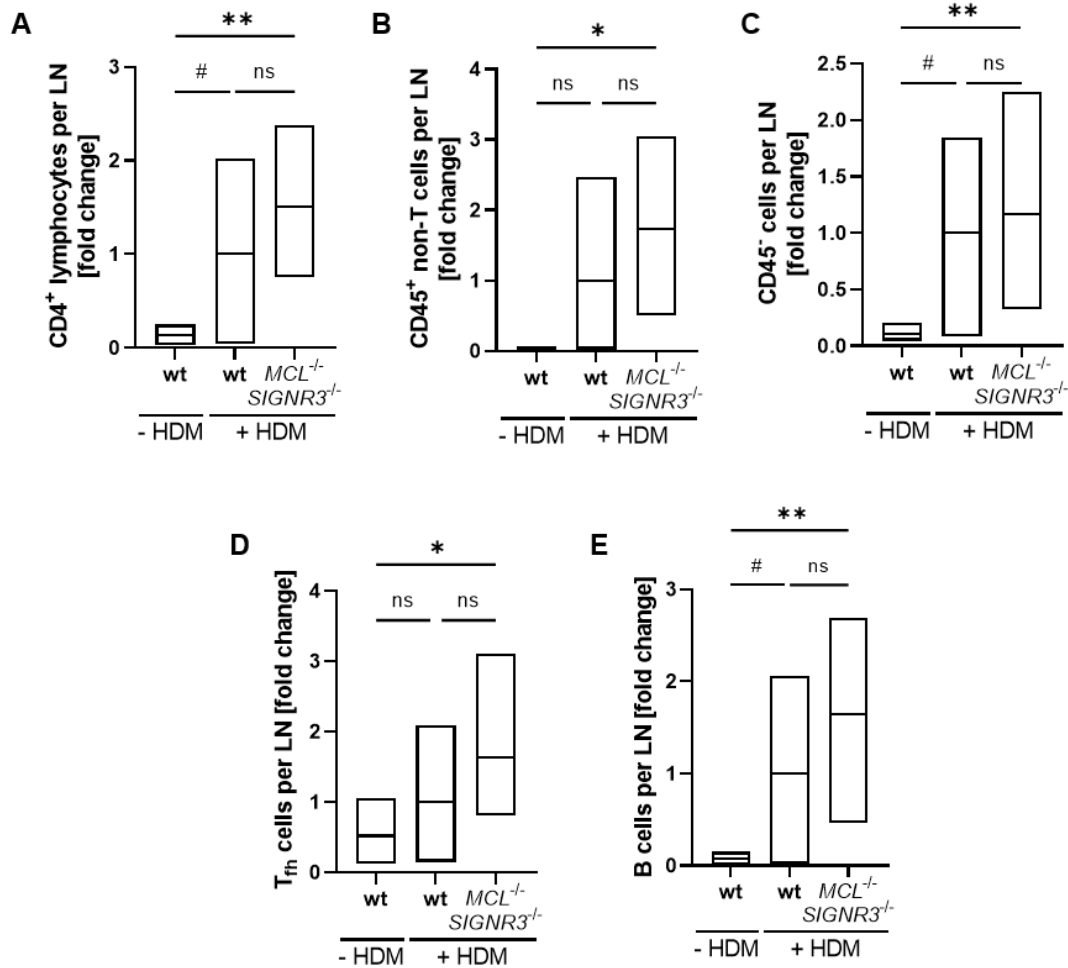 A
**
#
ns
CD4+ lymphocytes per LN
[fold change]
3
2
1
0
wt
wt
MCL-/-
SIGNR3-/-
- HDM
+ HDM
B
*
ns
ns
CD45+ non-T cells per LN
[fold change]
4
3
2
1
0
wt
wt
MCL-/-
SIGNR3-/-
- HDM
+ HDM
C
**
#
ns
CD45- cells per LN
[fold change]
2.5
2.0
1.5
1.0
0.5
0.0
wt
wt
MCL-/-
SIGNR3-/-
- HDM
+ HDM
D
*
ns
ns
Tfh cells per LN [fold change]
4
3
2
1
0
wt
wt
MCL-/-
SIGNR3-/-
- HDM
+ HDM
E
**
#
ns
B cells per LN [fold change]
3
2
1
0
wt
wt
MCL-/-
SIGNR3-/-
- HDM
+ HDM